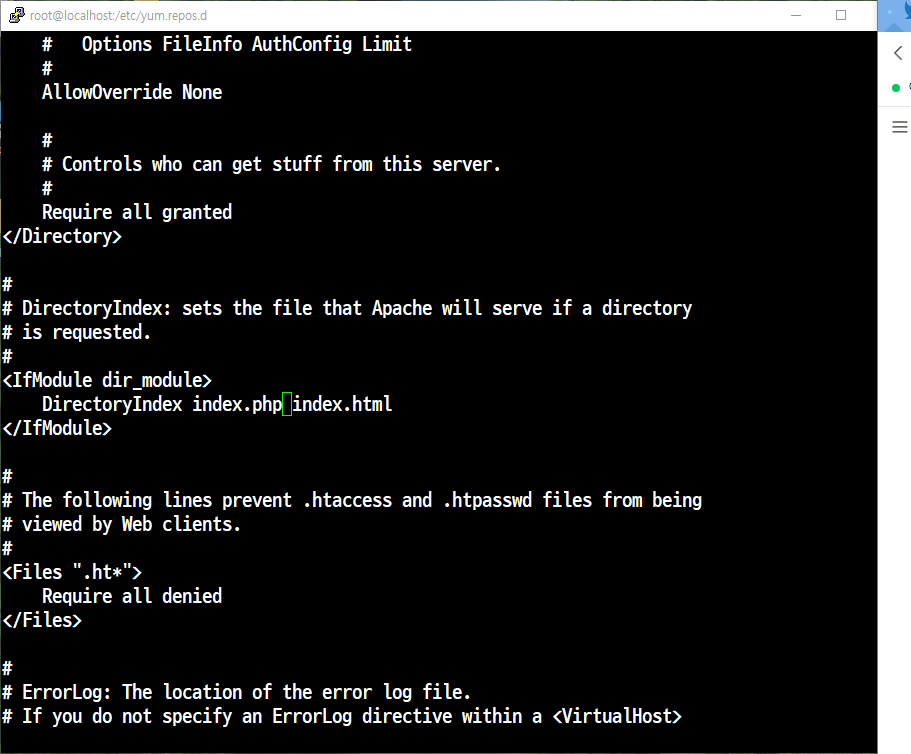 root@localhost:/etc/yum.repos.d
#   Options FileInfo AuthConfig Limit
#
AllowOverride None
#
# Controls who can get stuff from this server.
#
Require all granted
</Directory>
#
# DirectoryIndex: sets the file that Apache will serve if a directory
# is requested.
#
<IfModule dir_module>
    DirectoryIndex index.php index.html
</IfModule>
#
# The following lines prevent .htaccess and .htpasswd files from being
# viewed by Web clients.
#
<Files ".ht*">
    Require all denied
</Files>
#
# ErrorLog: The location of the error log file.
# If you do not specify an ErrorLog directive within a <VirtualHost>